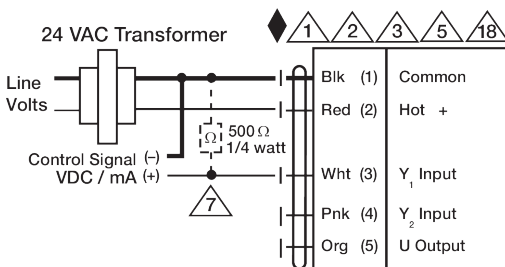 1 2 3 5 18
24 VAC Transformer
Line
Volts
Blk (1) Common
Red (2) Hot +
Ω 500 Ω
1/4 watt
Control Signal (–)
VDC / mA (+)
Wht (3) Y1 Input
7
Pnk (4) Y2 Input
Org (5) U Output